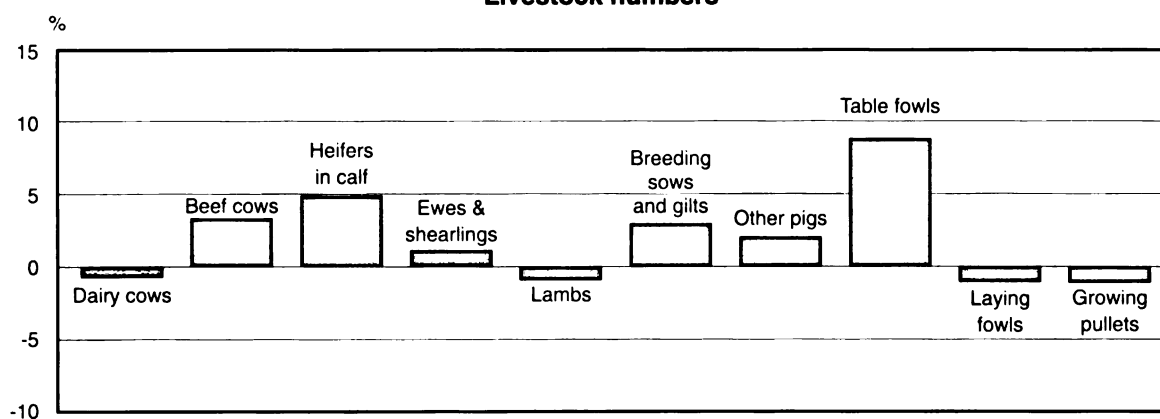 Livestock numbers
%
15
10
5
0
-5
-10
Dairy cows
Beef cows
Heifers
in calf
Ewes &
shearlings
Lambs
Breeding
sows
and gilts
Other pigs
Table fowls
Laying
fowls
Growing
pullets